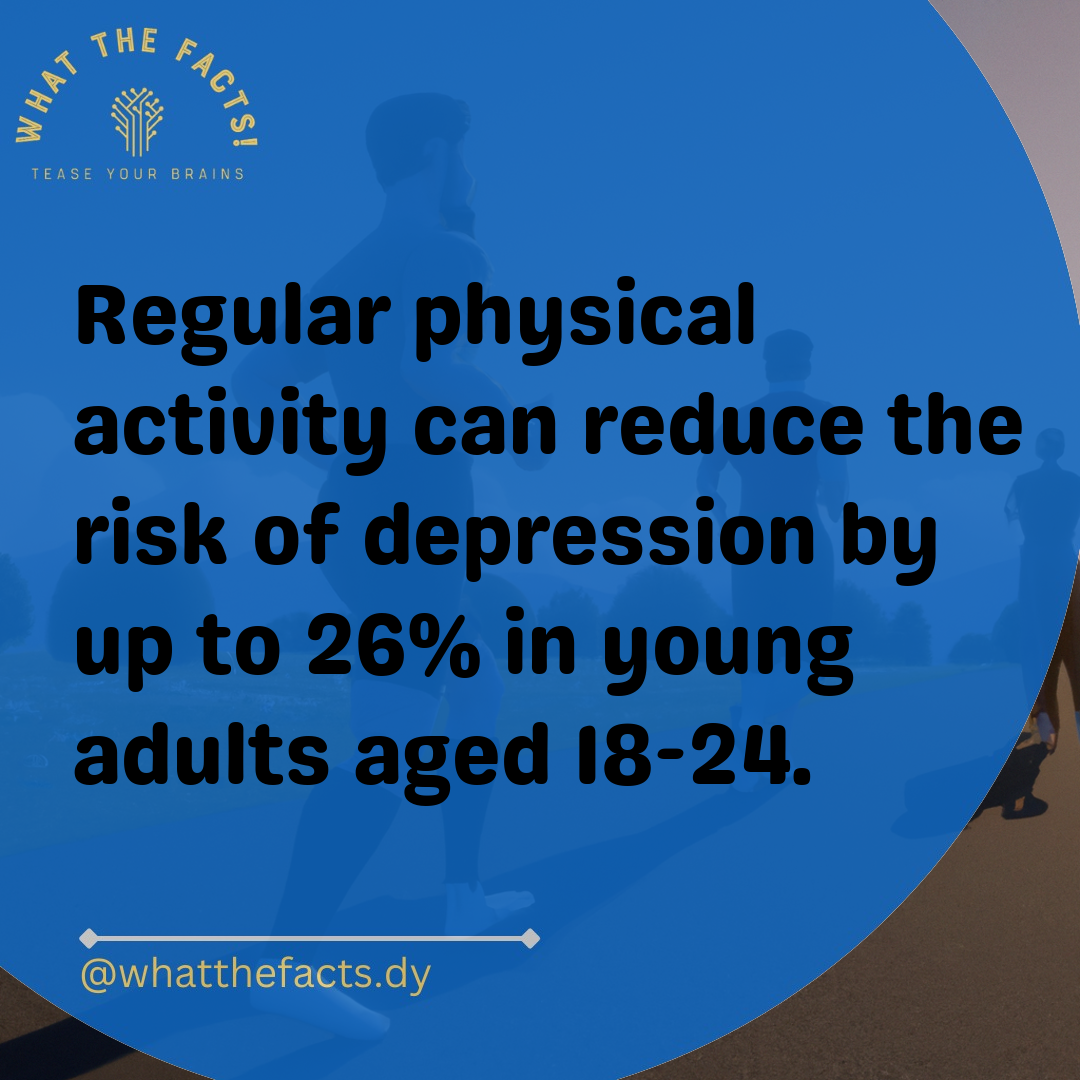 WHAT THE FACTS!
TEASE YOUR BRAINS
Regular physical
activity can reduce the
risk of depression by
up to 26% in young
adults aged 18-24.
@whatthefacts.dy